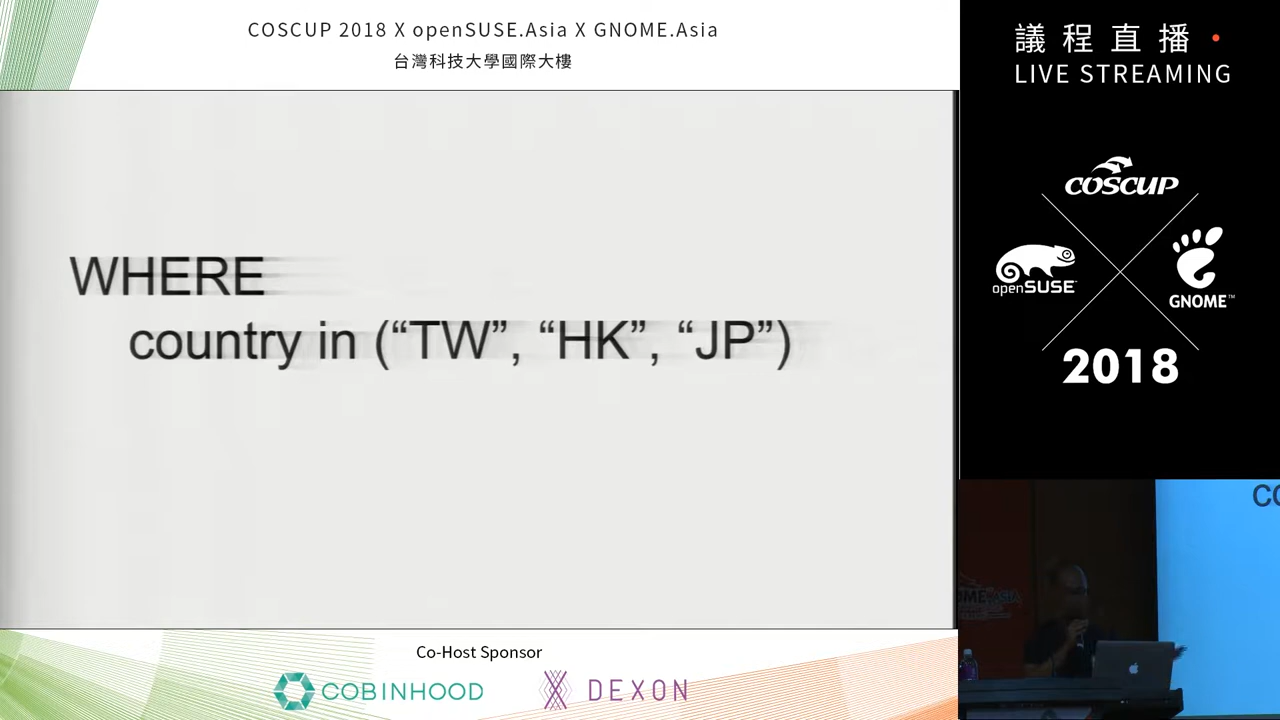 COSCUP 2018 X openSUSE.Asia X GNOME.Asia
台灣科技大學國際大樓
WHERE
country in (“TW”, “HK”, “JP”)
Co-Host Sponsor
COBINHOOD
DEXON
議程直播
LIVE STREAMING
COSCUP
openSUSE
GNOME™
2018